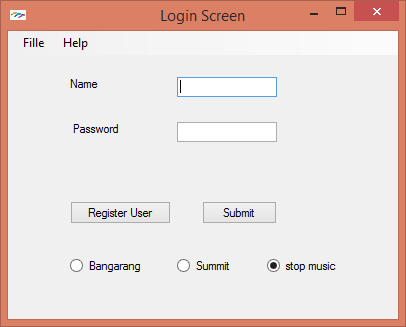 Login Screen
Fille Help
Name
Password
Register User Submit
Bangarang Summit stop music